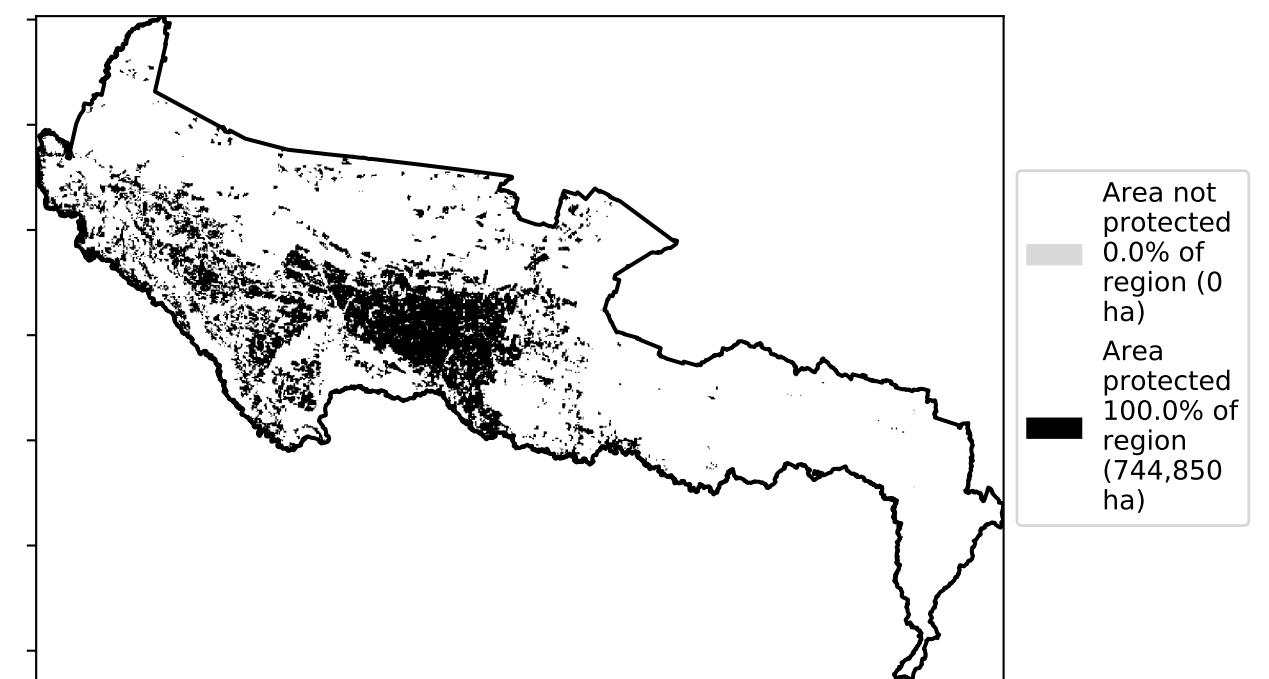 Area not
protected
0.0% of
region (0
ha)
Area
protected
100.0% of
region
(744,850
ha)